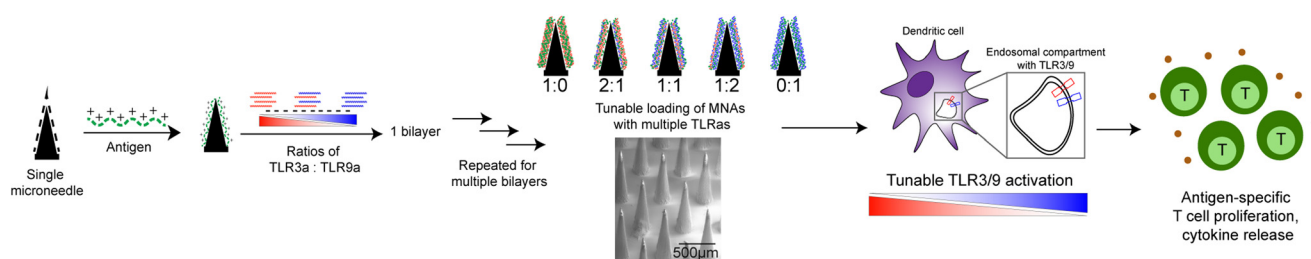 Single
microneedle
+ + + + +
Antigen
Ratios of
TLR3a : TLR9a
1 bilayer
Repeated for
multiple bilayers
1:0 2:1 1:1 1:2 0:1
Tunable loading of MNAs
with multiple TLRas
500µm
Dendritic cell
Endosomal compartment
with TLR3/9
Tunable TLR3/9 activation
T T
T T
Antigen-specific
T cell proliferation,
cytokine release